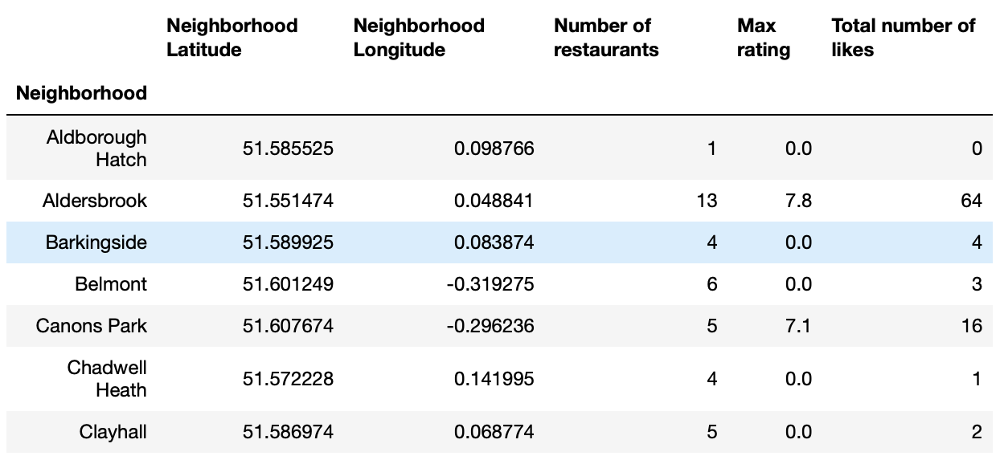 Neighborhood Latitude Neighborhood Longitude Number of restaurants Max rating Total number of likes
Neighborhood
Aldborough Hatch 51.585525 0.098766 1 0.0 0
Aldersbrook 51.551474 0.048841 13 7.8 64
Barkingside 51.589925 0.083874 4 0.0 4
Belmont 51.601249 -0.319275 6 0.0 3
Canons Park 51.607674 -0.296236 5 7.1 16
Chadwell Heath 51.572228 0.141995 4 0.0 1
Clayhall 51.586974 0.068774 5 0.0 2